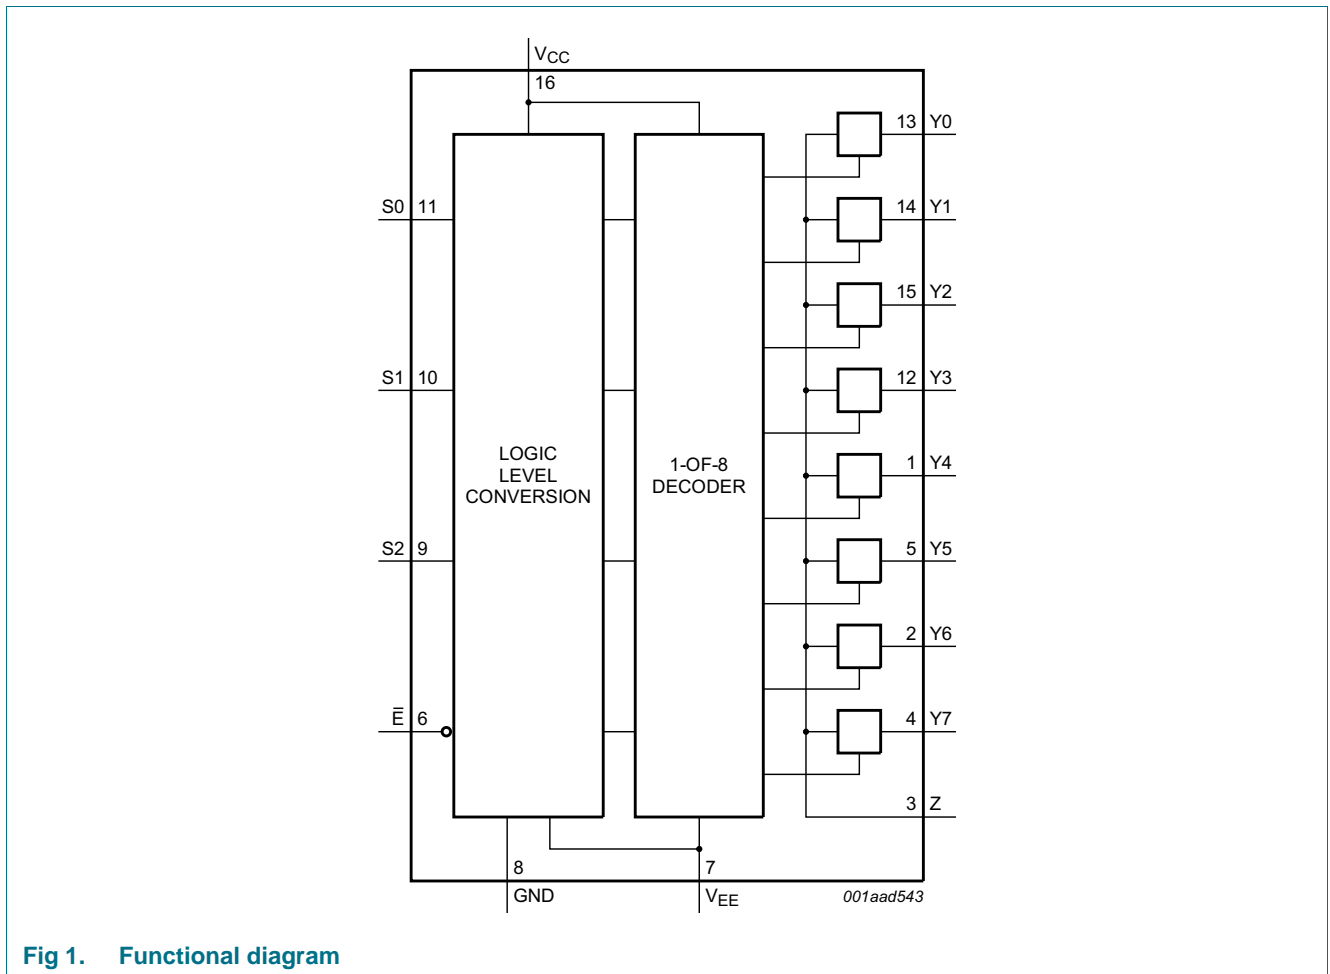 VCC
16
13 Y0
S0 11
14 Y1
15 Y2
S1 10
12 Y3
LOGIC
LEVEL
CONVERSION
1-OF-8
DECODER
1 Y4
S2 9
5 Y5
2 Y6
E̅ 6
4 Y7
3 Z
8
7
GND
VEE
001aad543
Fig 1. Functional diagram